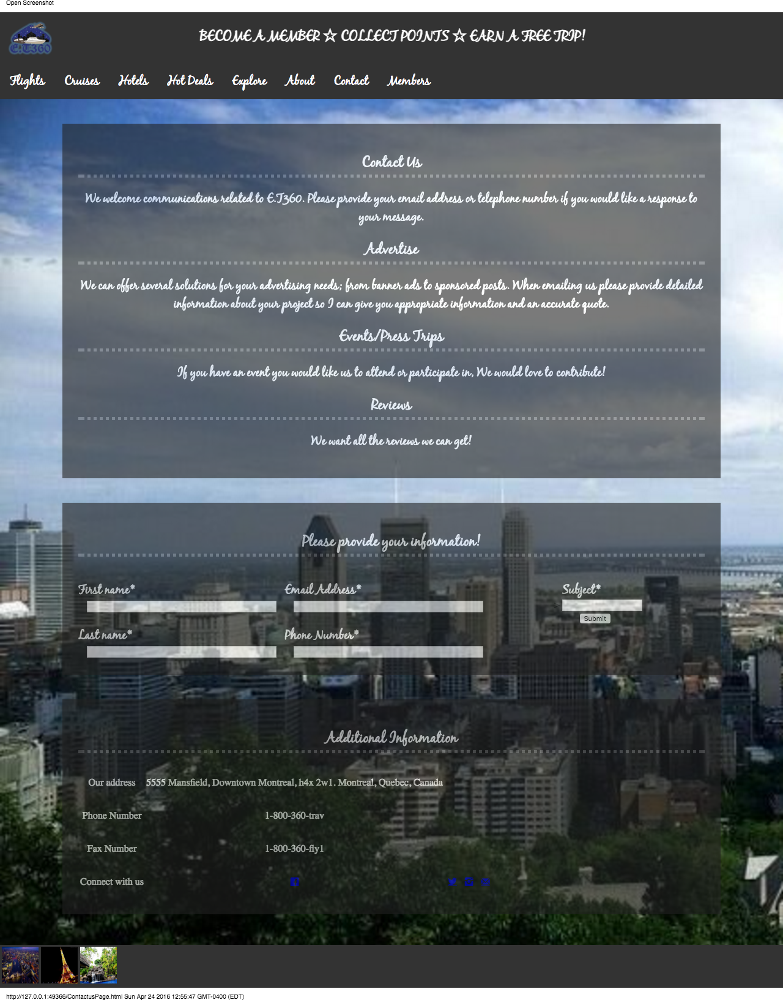 Open Screenshot
E.T360
BECOME A MEMBER ☆ COLLECT POINTS ☆ EARN A FREE TRIP!
Flights Cruises Hotels Hot Deals Explore About Contact Members
Contact Us
We welcome communications related to E.T360. Please provide your email address or telephone number if you would like a response to
your message.
Advertise
We can offer several solutions for your advertising needs; from banner ads to sponsored posts. When emailing us please provide detailed
information about your project so I can give you appropriate information and an accurate quote.
Events/Press Trips
If you have an event you would like us to attend or participate in, We would love to contribute!
Reviews
We want all the reviews we can get!
Please provide your information!
First name* Email Address* Subject*
Submit
Last name* Phone Number*
Additional Information
Our address 5555 Mansfield, Downtown Montreal, h4x 2w1. Montreal, Quebec, Canada
Phone Number 1-800-360-trav
Fax Number 1-800-360-fly1
Connect with us
http://127.0.0.1:49366/ContactusPage.html Sun Apr 24 2016 12:55:47 GMT-0400 (EDT)